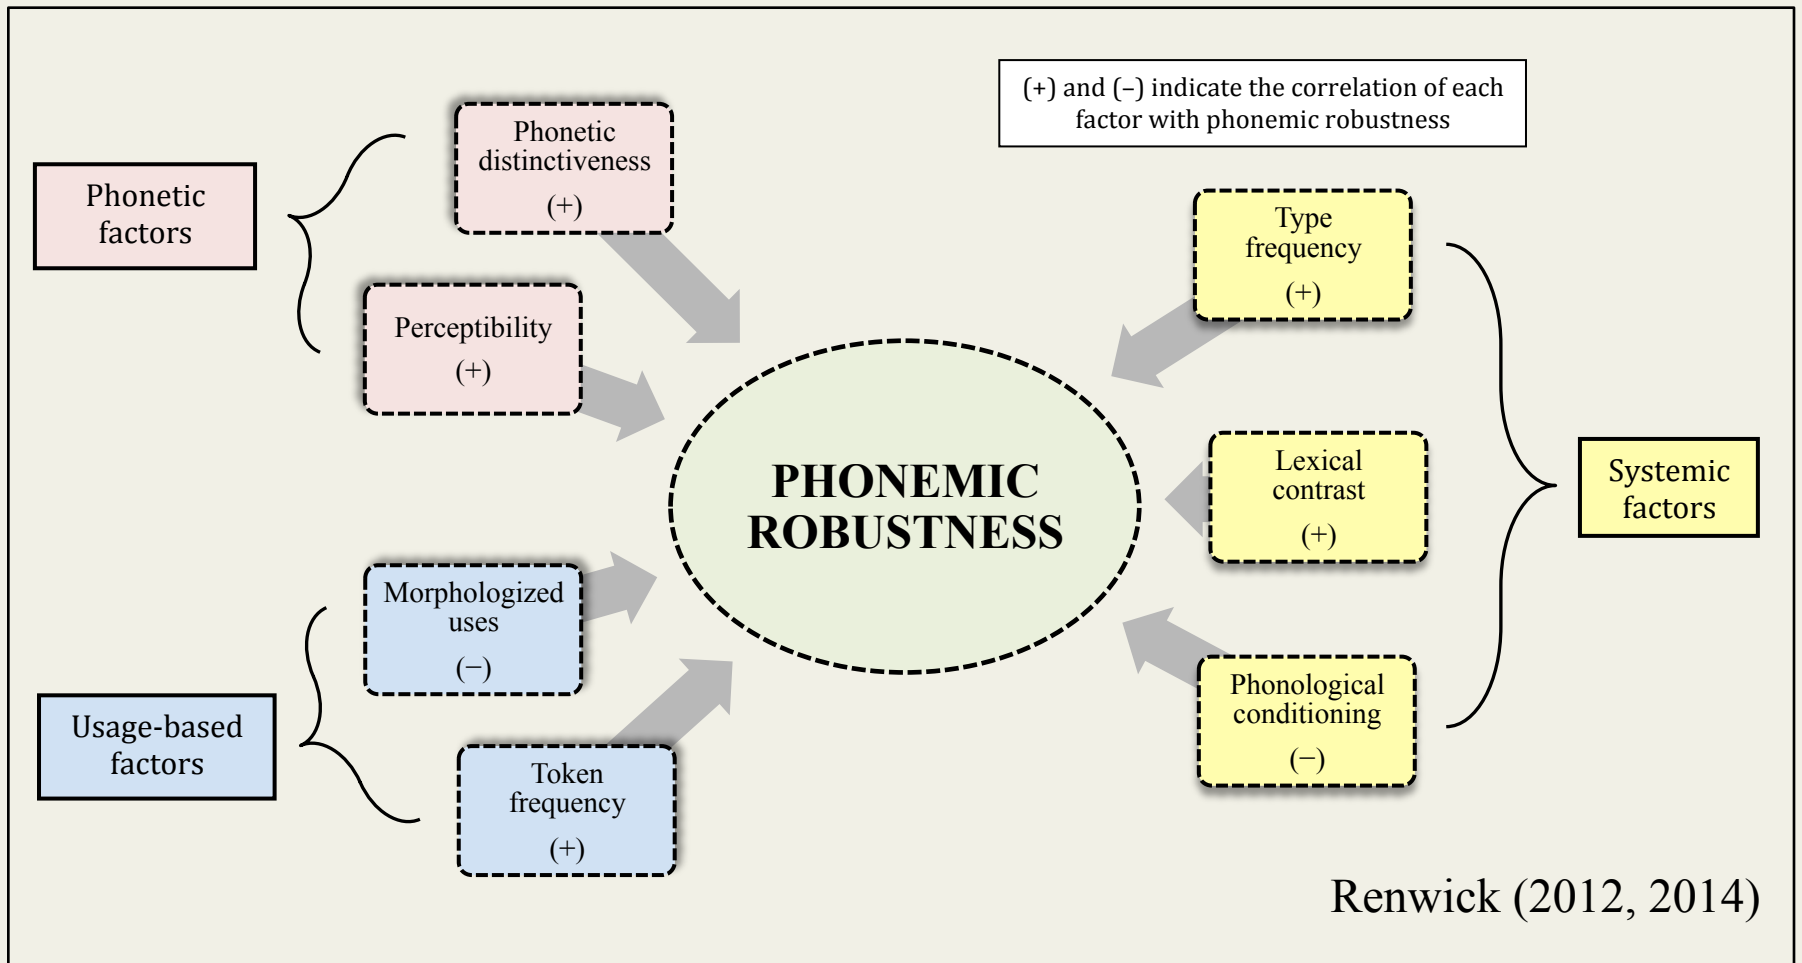 (+) and (–) indicate the correlation of each
factor with phonemic robustness
Phonetic
factors
Phonetic
distinctiveness
(+)
Perceptibility
(+)
Usage-based
factors
Morphologized
uses
(−)
Token
frequency
(+)
PHONEMIC
ROBUSTNESS
Type
frequency
(+)
Lexical
contrast
(+)
Phonological
conditioning
(−)
Systemic
factors
Renwick (2012, 2014)